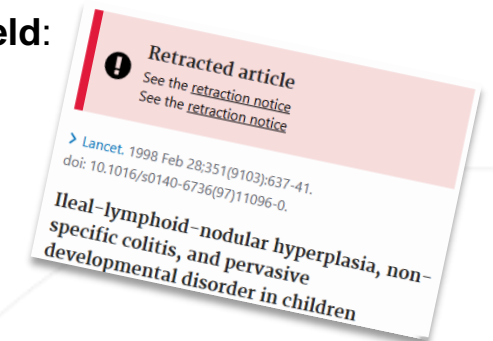 eld:
Retracted article
See the retraction notice
See the retraction notice
> Lancet. 1998 Feb 28;351(9103):637-41.
doi: 10.1016/s0140-6736(97)11096-0.
Ileal-lymphoid-nodular hyperplasia, non-
specific colitis, and pervasive
developmental disorder in children